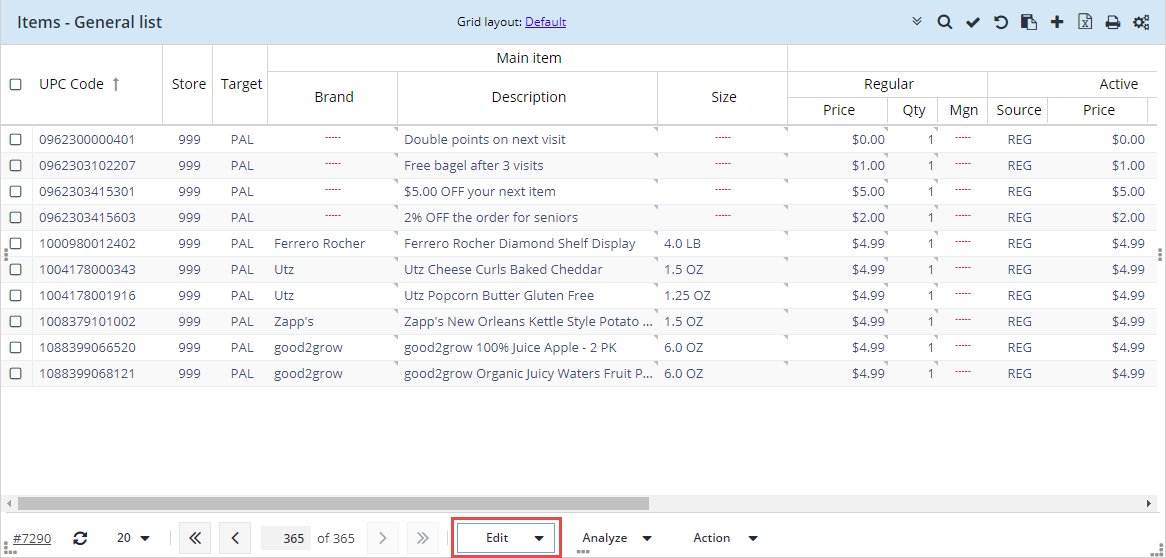 Items - General list Grid layout: Default
Main item
UPC Code ↑ Store Target Regular Active
Brand Description Size
Price Qty Mgn Source Price
0962300000401 999 PAL ----- Double points on next visit ----- $0.00 1 ----- REG $0.00
0962303102207 999 PAL ----- Free bagel after 3 visits ----- $1.00 1 ----- REG $1.00
0962303415301 999 PAL ----- $5.00 OFF your next item ----- $5.00 1 ----- REG $5.00
0962303415603 999 PAL ----- 2% OFF the order for seniors ----- $2.00 1 ----- REG $2.00
1000980012402 999 PAL Ferrero Rocher Ferrero Rocher Diamond Shelf Display 4.0 LB $4.99 1 ----- REG $4.99
1004178000343 999 PAL Utz Utz Cheese Curls Baked Cheddar 1.5 OZ $4.99 1 ----- REG $4.99
1004178001916 999 PAL Utz Utz Popcorn Butter Gluten Free 1.25 OZ $4.99 1 ----- REG $4.99
1008379101002 999 PAL Zapp's Zapp's New Orleans Kettle Style Potato ... 1.5 OZ $4.99 1 ----- REG $4.99
1088399066520 999 PAL good2grow good2grow 100% Juice Apple - 2 PK 6.0 OZ $4.99 1 ----- REG $4.99
1088399068121 999 PAL good2grow good2grow Organic Juicy Waters Fruit P... 6.0 OZ $4.99 1 ----- REG $4.99
#7290 20 365 of 365 Edit Analyze Action